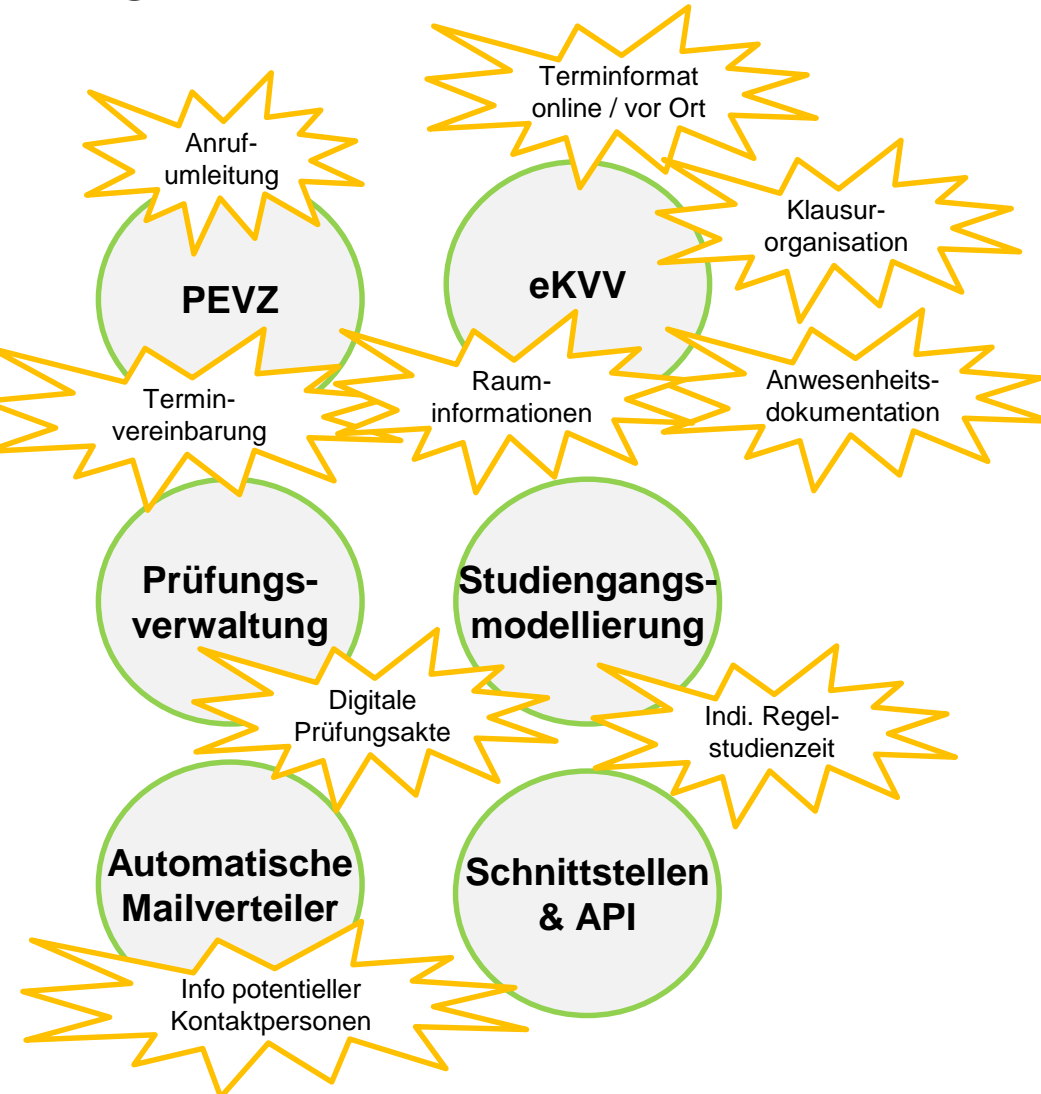 Terminformat
online / vor Ort
Anruf-
umleitung
Klausur-
organisation
PEVZ
eKVV
Termin-
vereinbarung
Raum-
informationen
Anwesenheits-
dokumentation
Prüfungs-
verwaltung
Studiengangs-
modellierung
Digitale
Prüfungsakte
Indi. Regel-
studienzeit
Automatische
Mailverteiler
Schnittstellen
& API
Info potentieller
Kontaktpersonen